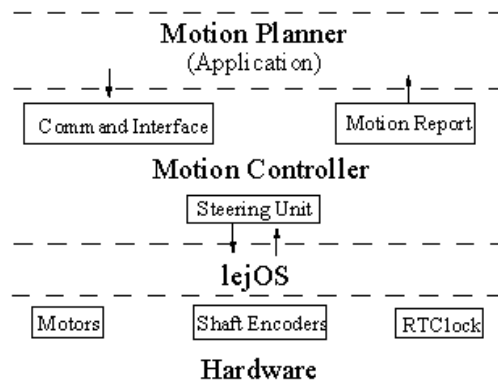 Motion Planner
(Application)
Command Interface
Motion Report
Motion Controller
Steering Unit
lejOS
Motors
Shaft Encoders
RTClock
Hardware